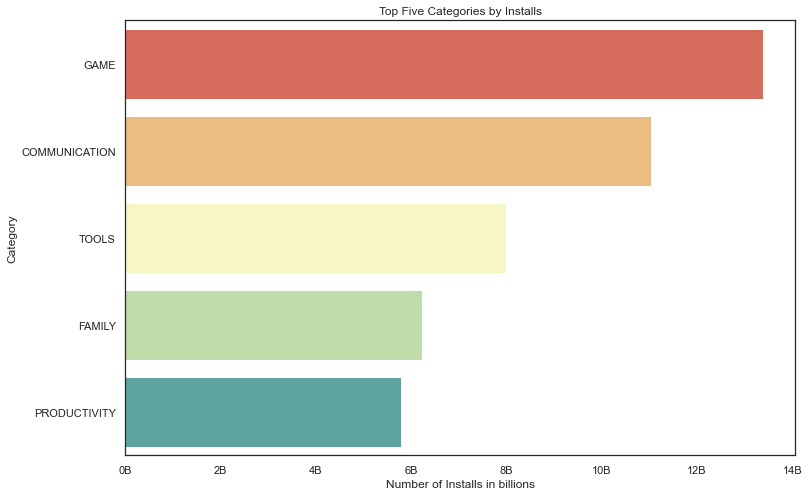 Top Five Categories by Installs
GAME
COMMUNICATION
TOOLS
FAMILY
PRODUCTIVITY
Category
0B 2B 4B 6B 8B 10B 12B 14B
Number of Installs in billions